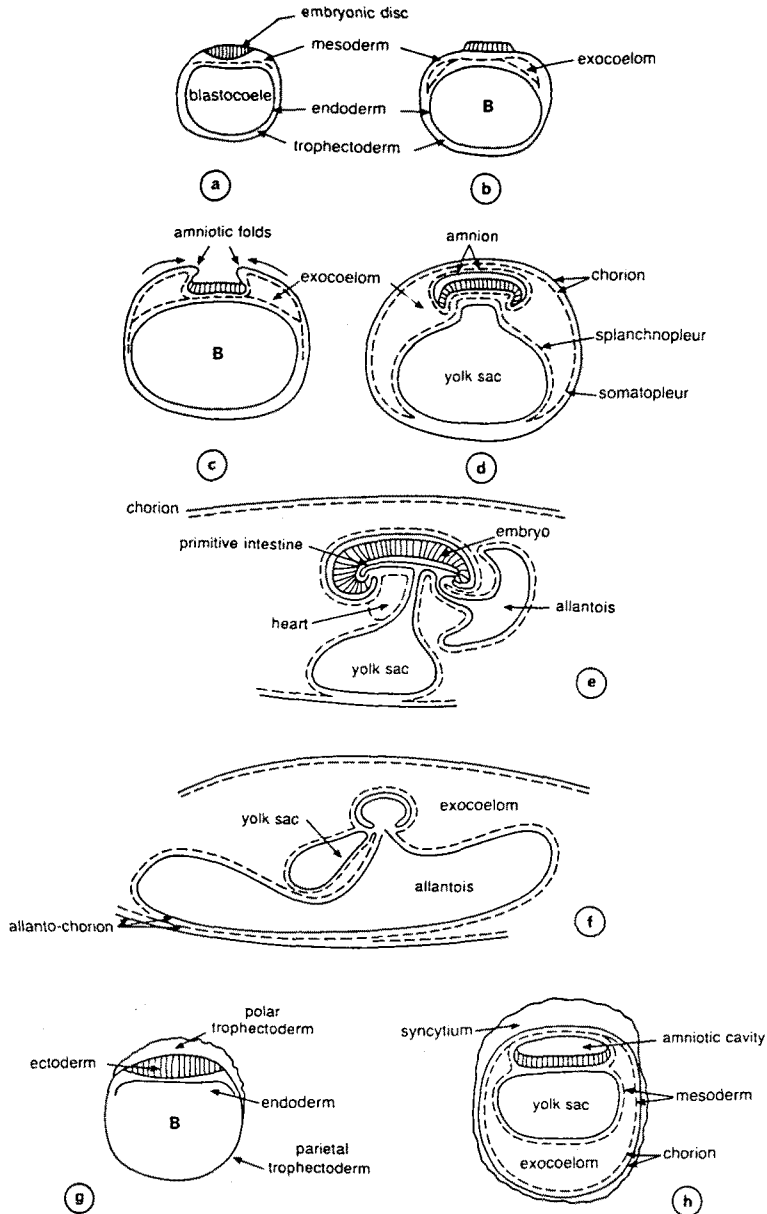 embryonic disc
mesoderm
exocoelom
blastocoele
B
endoderm
trophectoderm
a
b
amniotic folds
amnion
exocoelom
chorion
B
splanchnopleur
yolk sac
somatopleur
c
d
chorion
primitive intestine
embryo
heart
allantois
yolk sac
e
exocoelom
yolk sac
allantois
allanto-chorion
f
polar
trophectoderm
syncytium
amniotic cavity
ectoderm
endoderm
B
yolk sac
mesoderm
parietal
trophectoderm
exocoelom
chorion
g
h